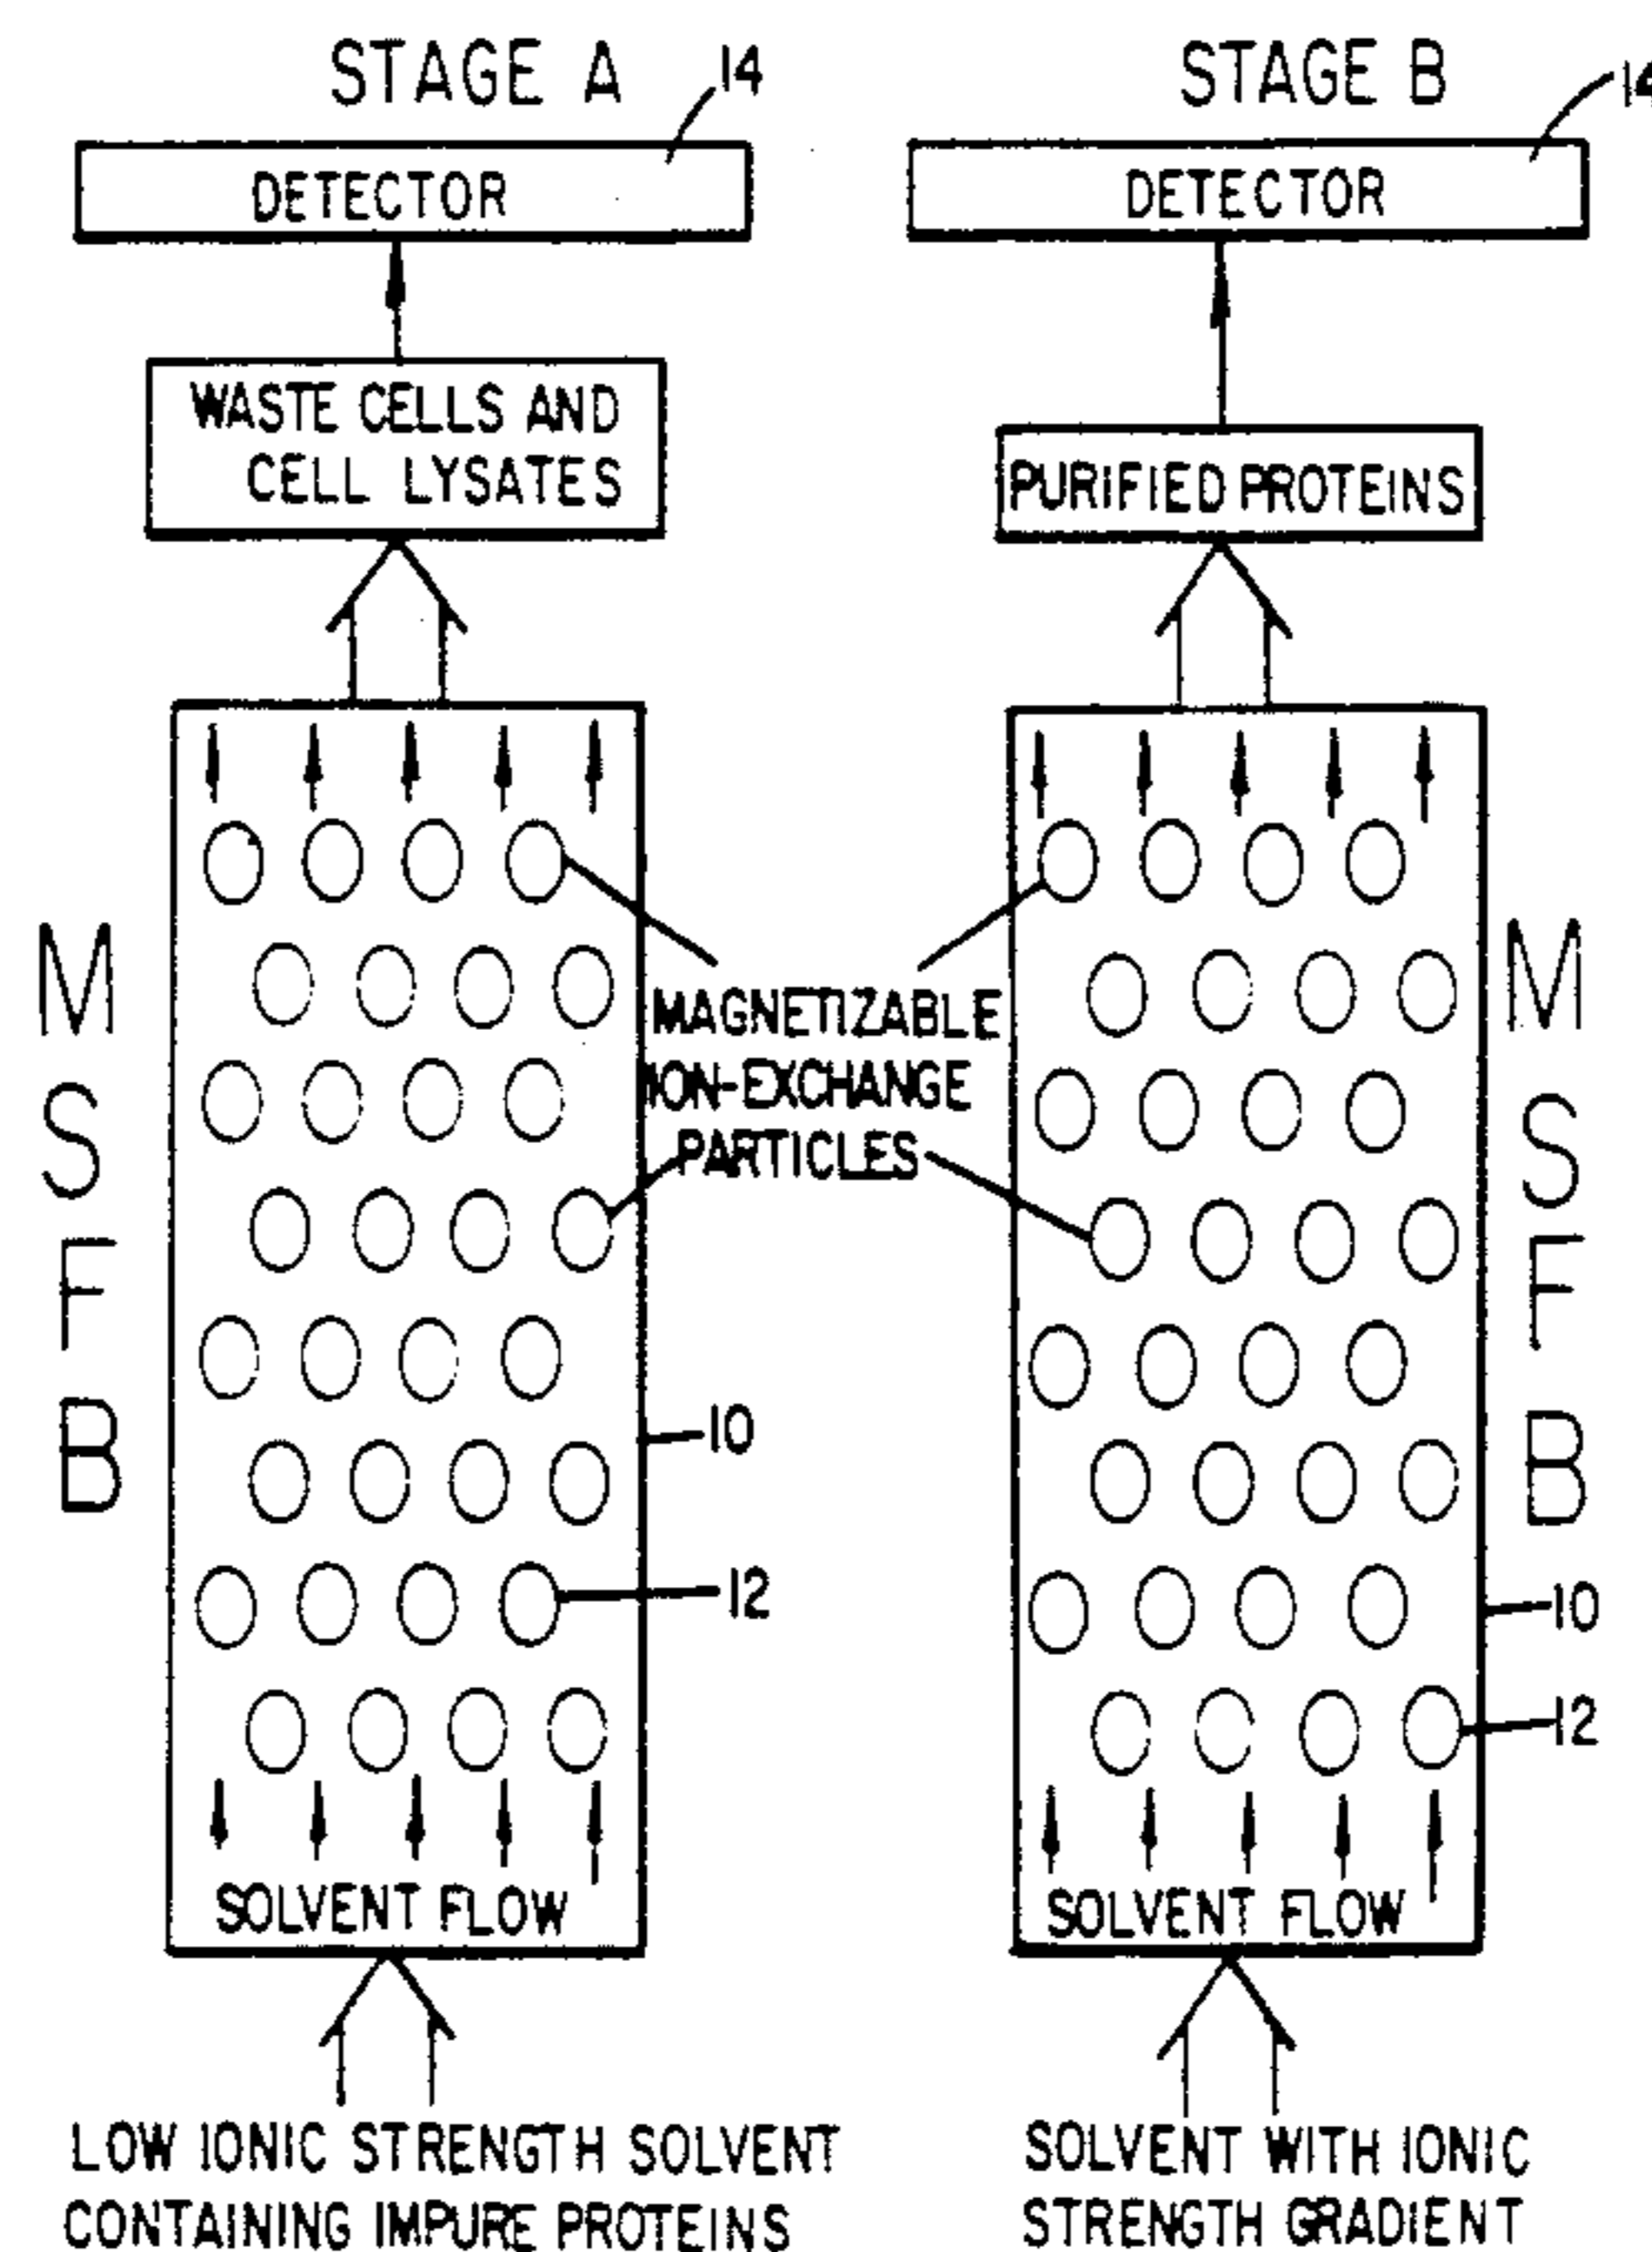 STAGE A
14
DETECTOR
WASTE CELLS AND
CELL LYSATES
M
S
F
B
10
12
SOLVENT FLOW
LOW IONIC STRENGTH SOLVENT
CONTAINING IMPURE PROTEINS
MAGNETIZABLE
ION-EXCHANGE
PARTICLES
STAGE B
14
DETECTOR
PURIFIED PROTEINS
M
S
F
B
10
12
SOLVENT FLOW
SOLVENT WITH IONIC
STRENGTH GRADIENT